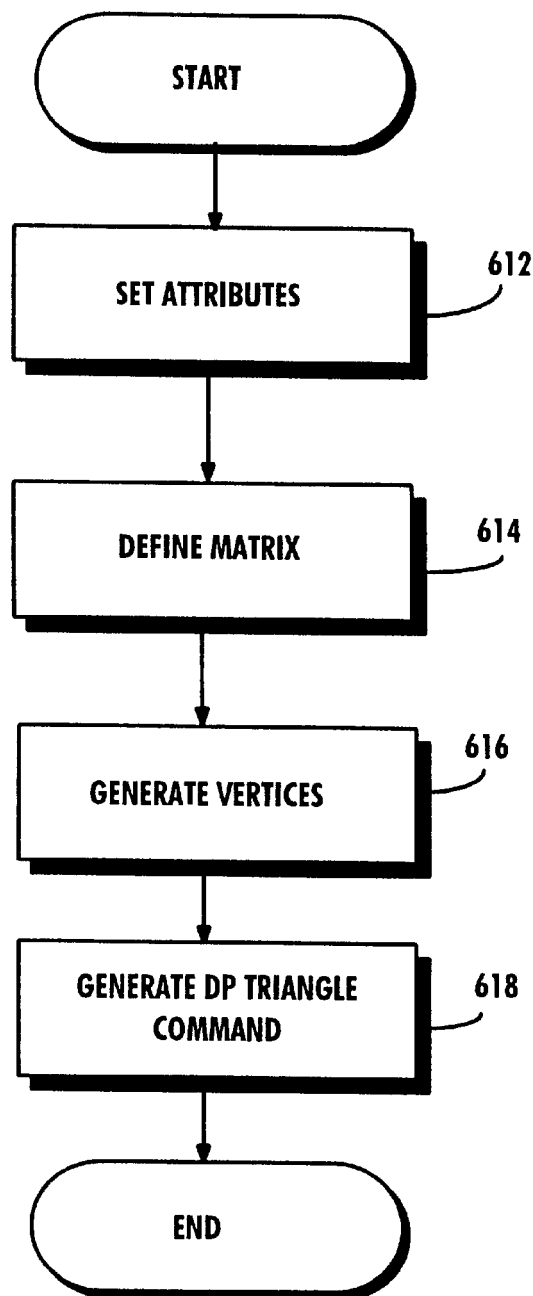 START
SET ATTRIBUTES
612
DEFINE MATRIX
614
GENERATE VERTICES
616
GENERATE DP TRIANGLE
COMMAND
618
END